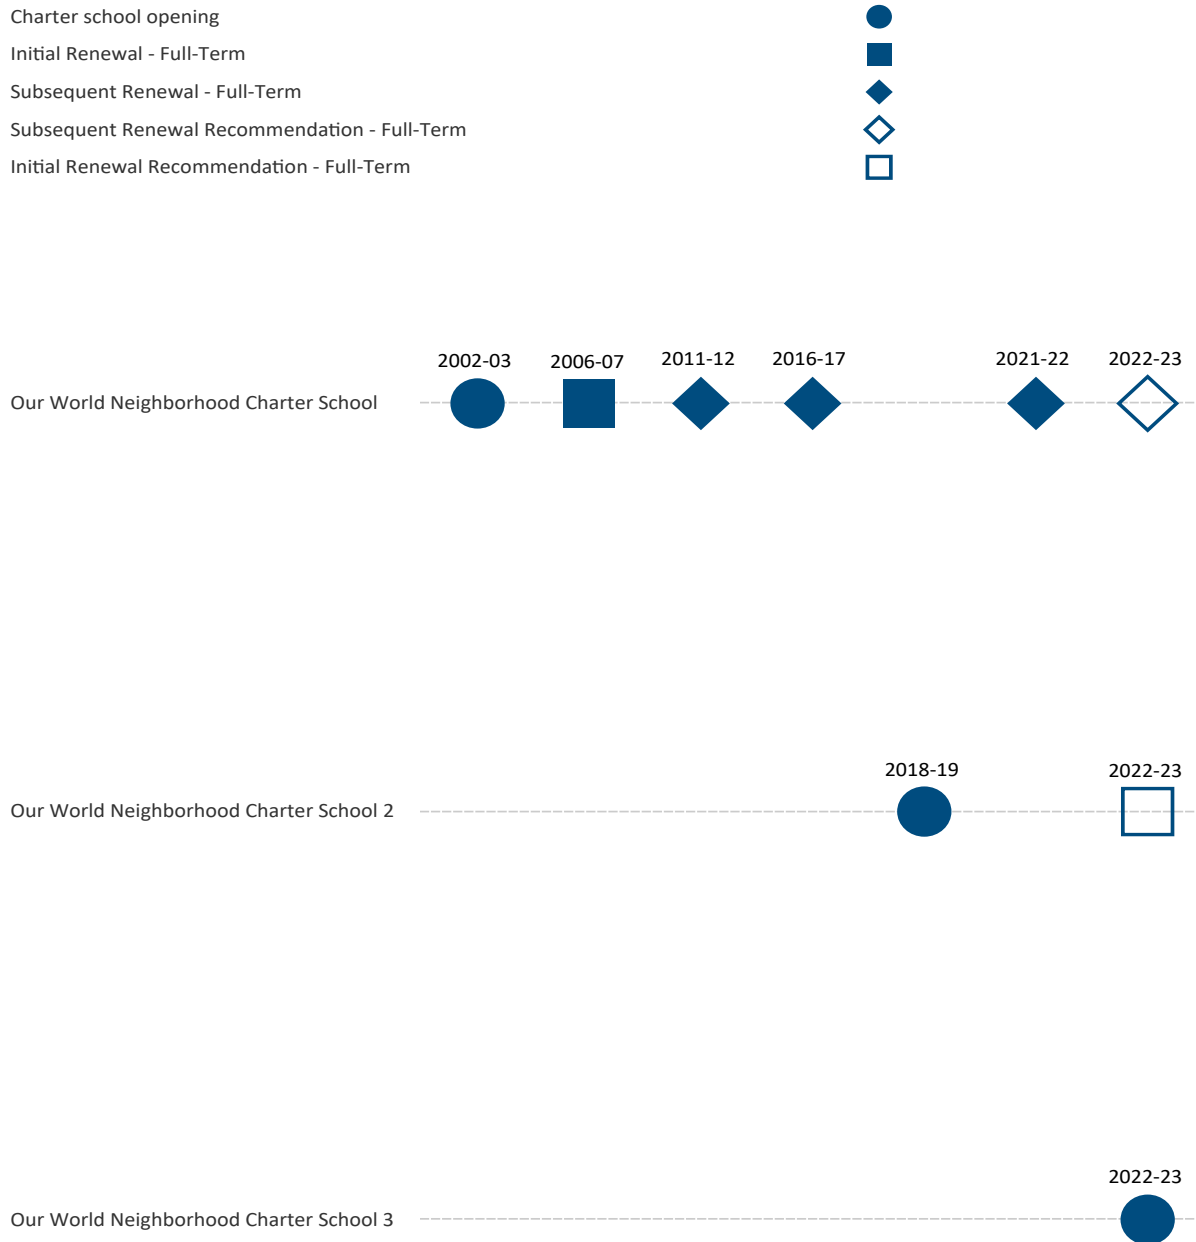 Charter school opening
Initial Renewal - Full-Term
Subsequent Renewal - Full-Term
Subsequent Renewal Recommendation - Full-Term
Initial Renewal Recommendation - Full-Term
2002-03 2006-07 2011-12 2016-17 2021-22 2022-23
Our World Neighborhood Charter School
2018-19 2022-23
Our World Neighborhood Charter School 2
2022-23
Our World Neighborhood Charter School 3